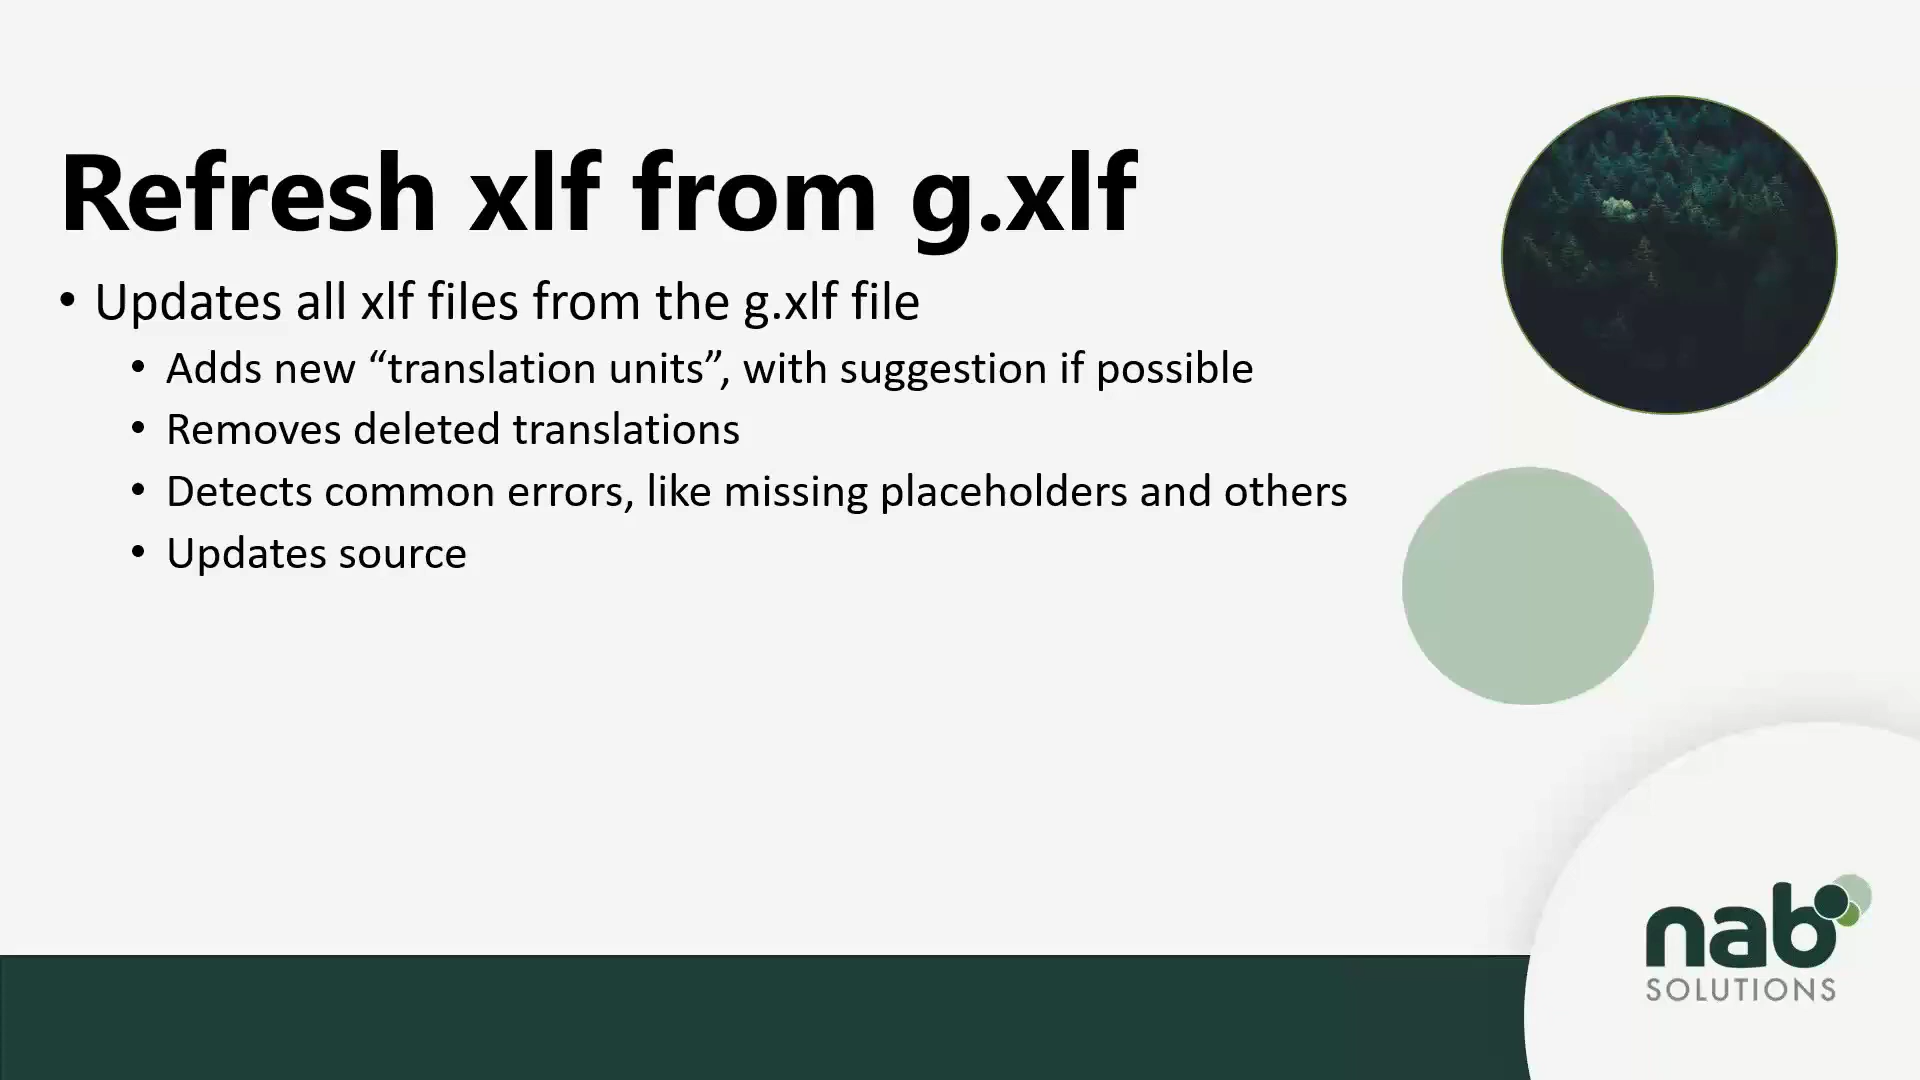 Refresh xlf from g.xlf
• Updates all xlf files from the g.xlf file
• Adds new “translation units”, with suggestion if possible
• Removes deleted translations
• Detects common errors, like missing placeholders and others
• Updates source
nab
SOLUTIONS